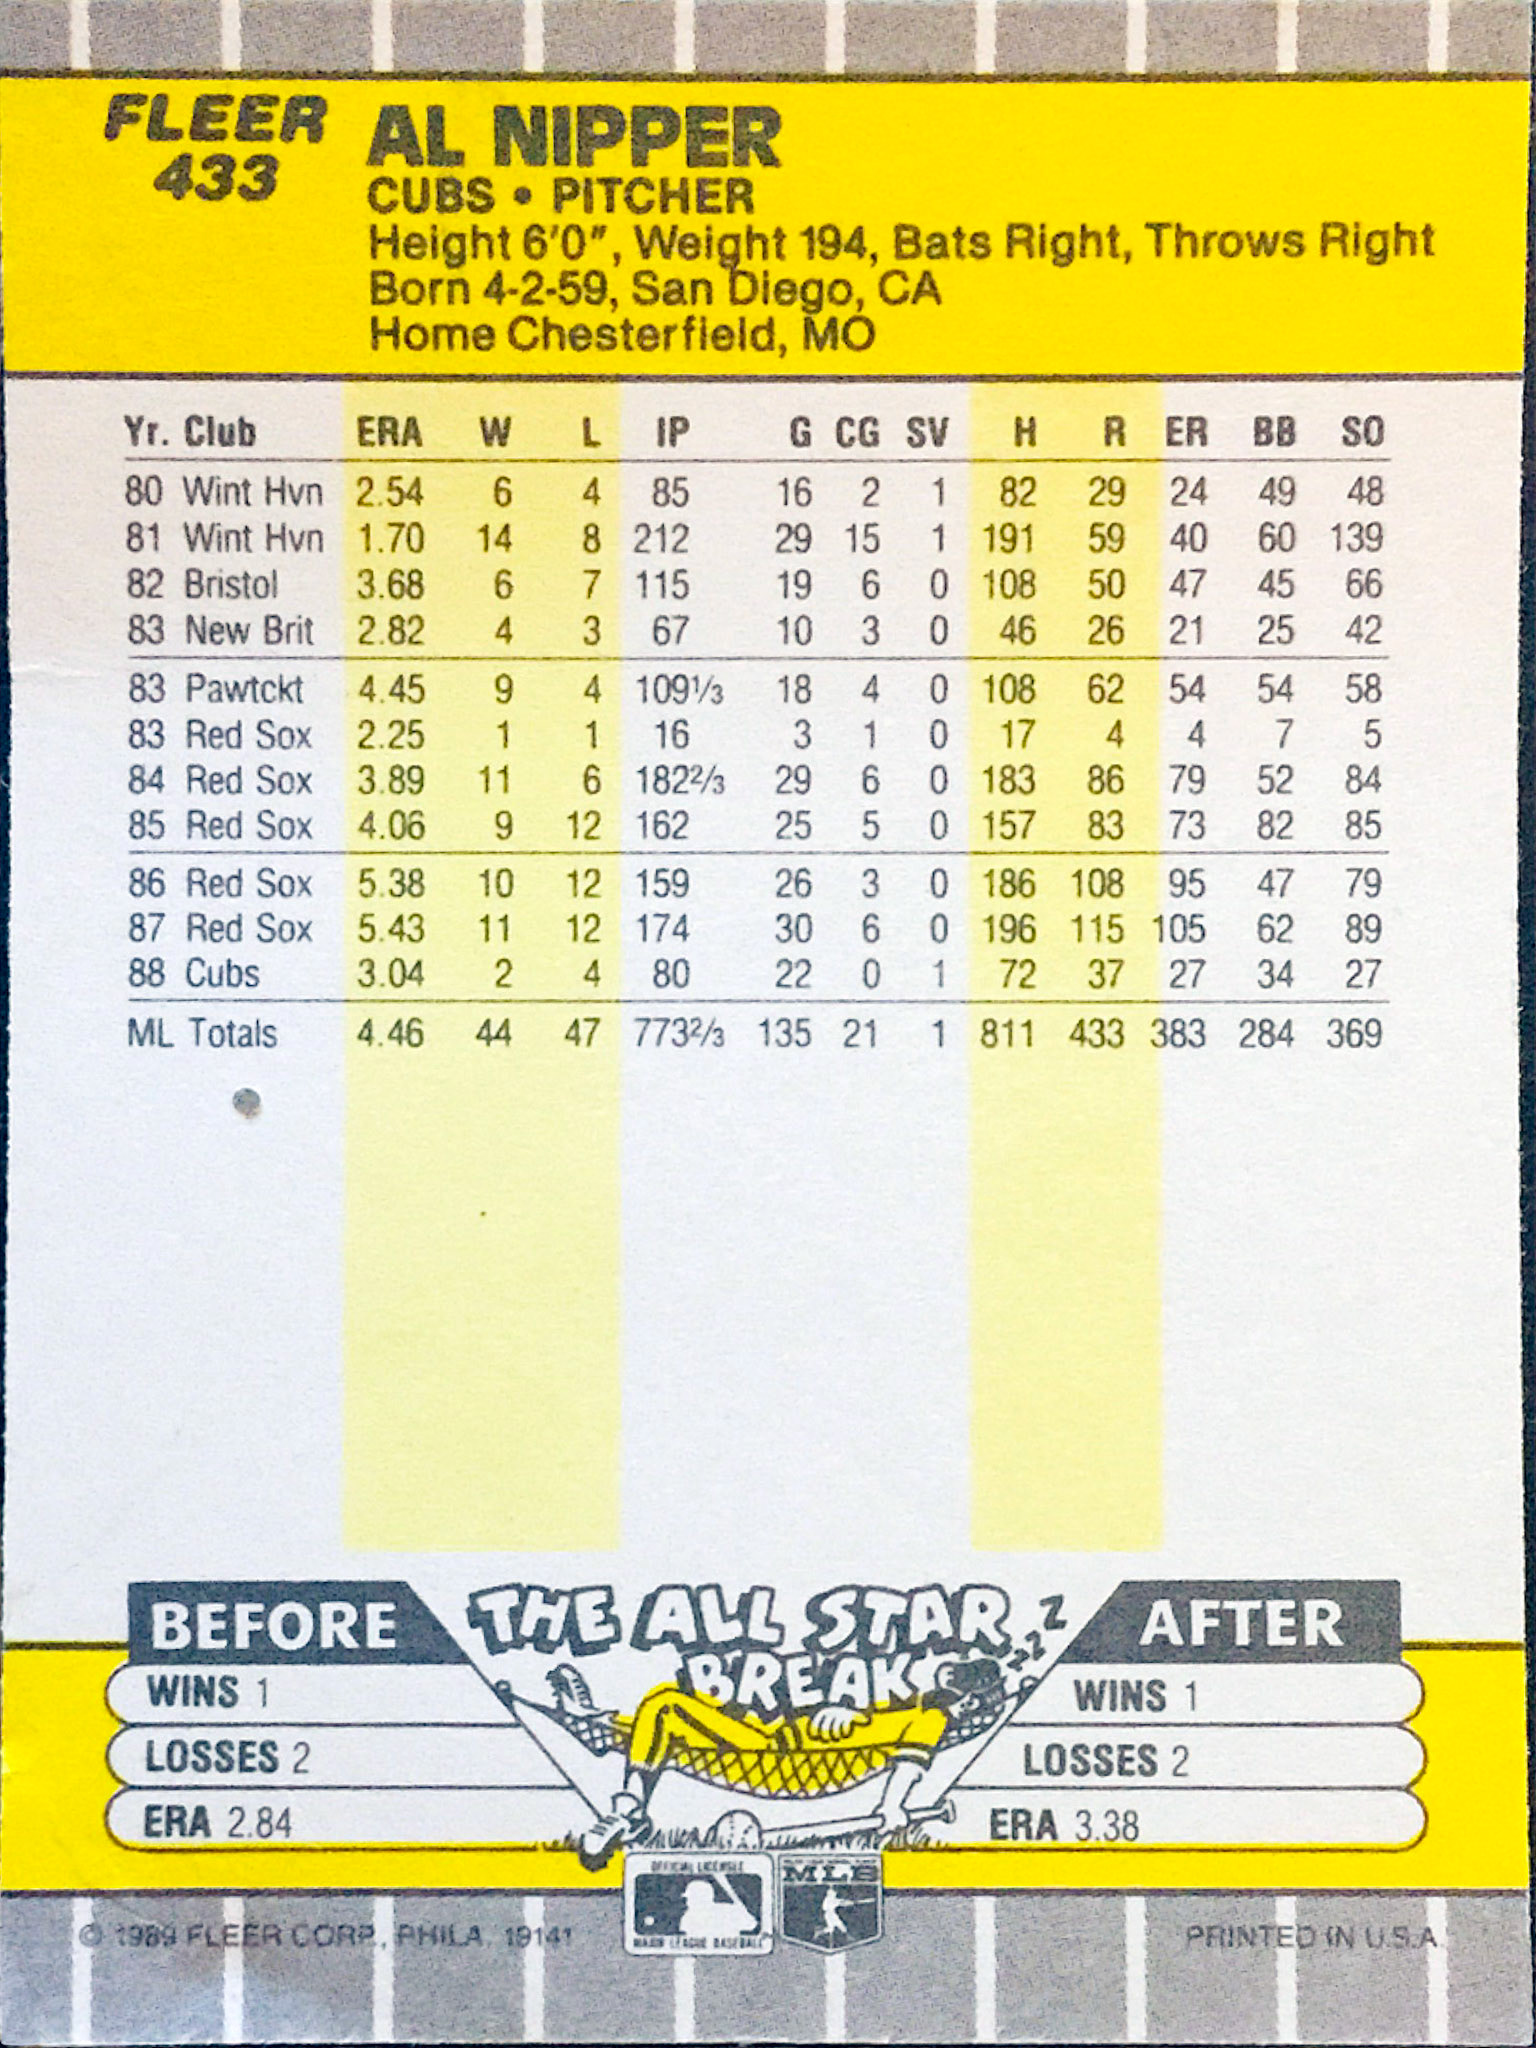 FLEER
433
AL NIPPER
CUBS • PITCHER
Height 6'0", Weight 194, Bats Right, Throws Right
Born 4-2-59, San Diego, CA
Home Chesterfield, MO
Yr. Club ERA W L IP G CG SV H R ER BB SO
80 Wint Hvn 2.54 6 4 85 16 2 1 82 29 24 49 48
81 Wint Hvn 1.70 14 8 212 29 15 1 191 59 40 60 139
82 Bristol 3.68 6 7 115 19 6 0 108 50 47 45 66
83 New Brit 2.82 4 3 67 10 3 0 46 26 21 25 42
83 Pawtckt 4.45 9 4 109⅓ 18 4 0 108 62 54 54 58
83 Red Sox 2.25 1 1 16 3 1 0 17 4 4 7 5
84 Red Sox 3.89 11 6 182⅔ 29 6 0 183 86 79 52 84
85 Red Sox 4.06 9 12 162 25 5 0 157 83 73 82 85
86 Red Sox 5.38 10 12 159 26 3 0 186 108 95 47 79
87 Red Sox 5.43 11 12 174 30 6 0 196 115 105 62 89
88 Cubs 3.04 2 4 80 22 0 1 72 37 27 34 27
ML Totals 4.46 44 47 773⅔ 135 21 1 811 433 383 284 369
BEFORE THE ALL STAR BREAK ZZZ AFTER
WINS 1 WINS 1
LOSSES 2 LOSSES 2
ERA 2.84 ERA 3.38
OFFICIAL LICENSEE
MAJOR LEAGUE BASEBALL
MLB
© 1989 FLEER CORP., PHILA. 19141 PRINTED IN U.S.A.